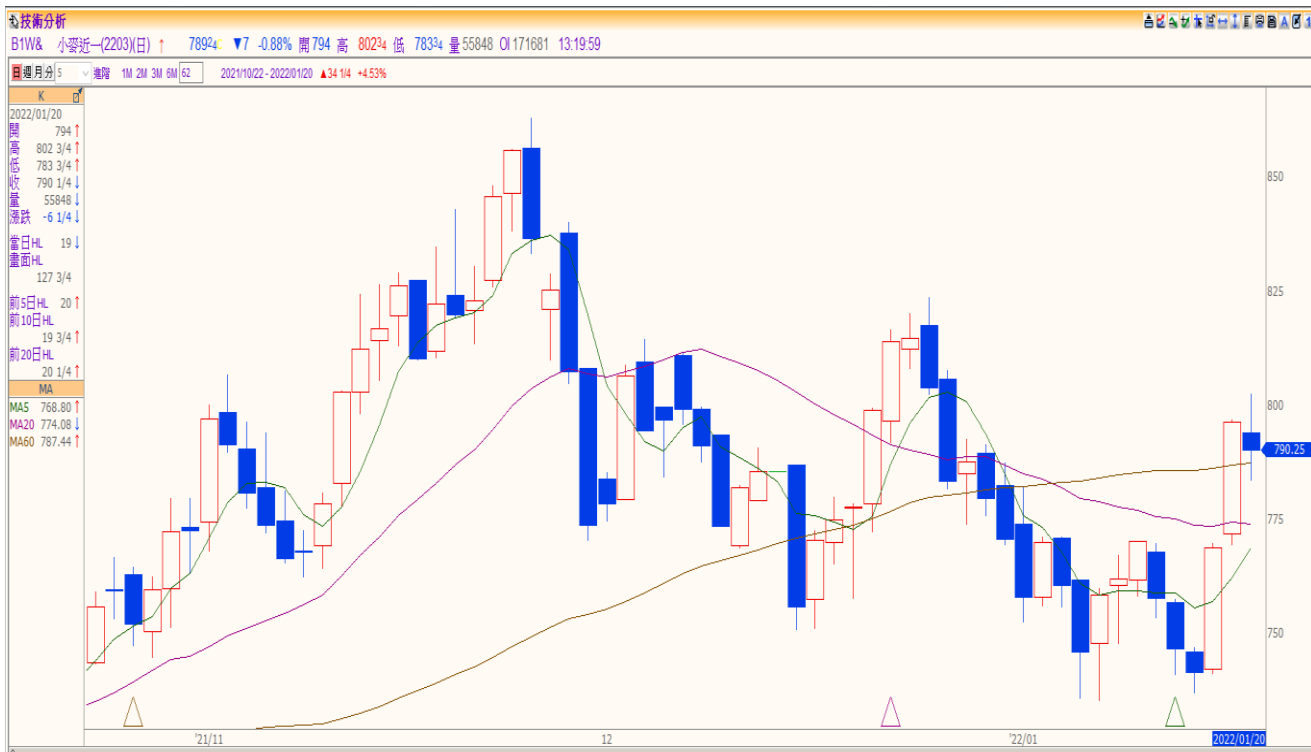 技術分析
B1W& 小麥近一(2203)(日) ↑ 789 2/4 ▼7 -0.88% 開 794 高 802 3/4 低 783 3/4 量 55848 OI 171681 13:19:59
日 週 月 分 5 進階 1M 2M 3M 6M 62 2021/10/22 - 2022/01/20 ▲34 1/4 +4.53%
K
2022/01/20
開 794 ↑
高 802 3/4 ↑
低 783 3/4 ↑
收 790 1/4 ↓
量 55848 ↓
漲跌 -6 1/4 ↓
當日HL 19 ↓
畫面HL
127 3/4
前5日HL 20 ↑
前10日HL
19 3/4 ↑
前20日HL
20 1/4 ↑
MA
MA5 768.80 ↑
MA20 774.08 ↓
MA60 787.44 ↑
850
825
800
790.25
775
750
'21/11 12 '22/01 2022/01/20